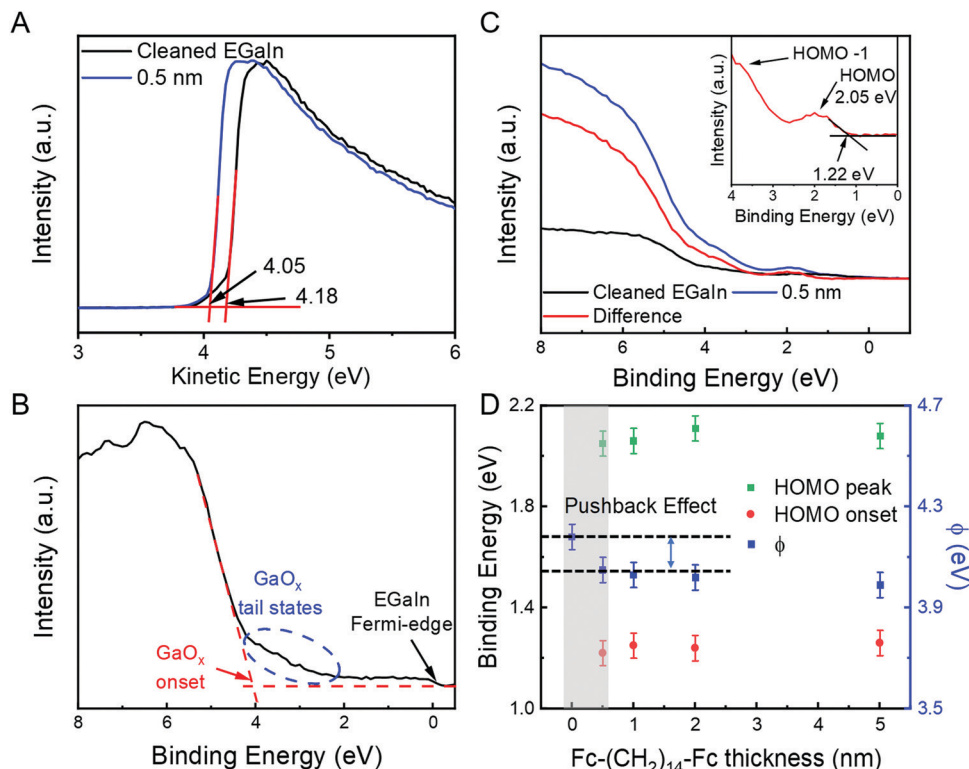 A
Cleaned EGaIn
0.5 nm
4.05
4.18
Intensity (a.u.)
3 4 5 6
Kinetic Energy (eV)
B
GaOₓ
tail states
EGaIn
Fermi-edge
GaOₓ
onset
Intensity (a.u.)
8 6 4 2 0
Binding Energy (eV)
C
HOMO -1
HOMO
2.05 eV
1.22 eV
Intensity (a.u.)
4 3 2 1 0
Binding Energy (eV)
Cleaned EGaIn
0.5 nm
Difference
Intensity (a.u.)
8 6 4 2 0
Binding Energy (eV)
D
2.2
1.8
1.4
1.0
Binding Energy (eV)
HOMO peak
HOMO onset
ϕ
Pushback Effect
4.7
4.3
3.9
3.5
ϕ (eV)
0 1 2 3 4 5
Fc-(CH₂)₁₄-Fc thickness (nm)